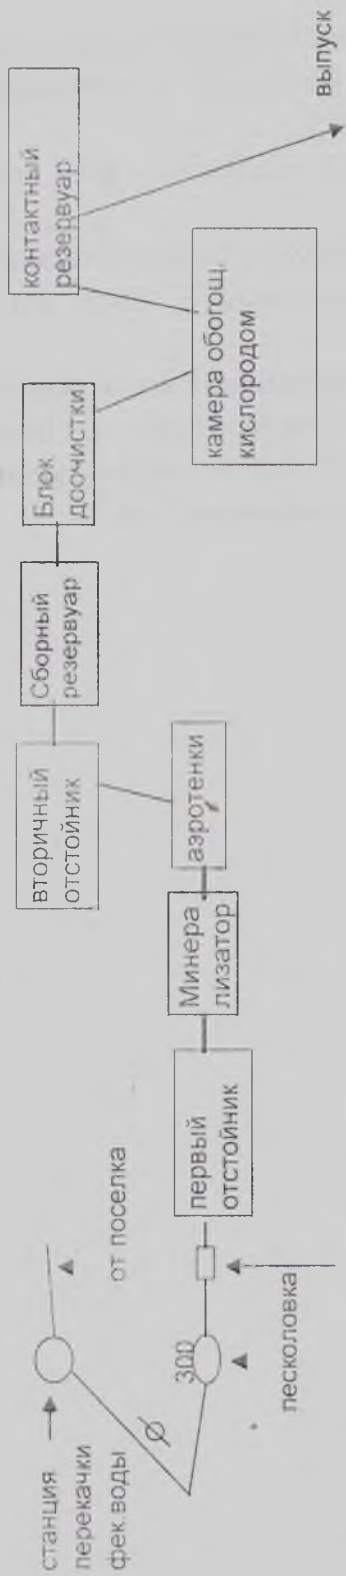 станция
перекачки
фек.воды
от поселка
300
песколовка
первый
отстойник
Минера
лизатор
аэротенки
вторичный
отстойник
Сборный
резервуар
Блок
доочистки
камера обогощ.
кислородом
контактный
резервуар
выпуск